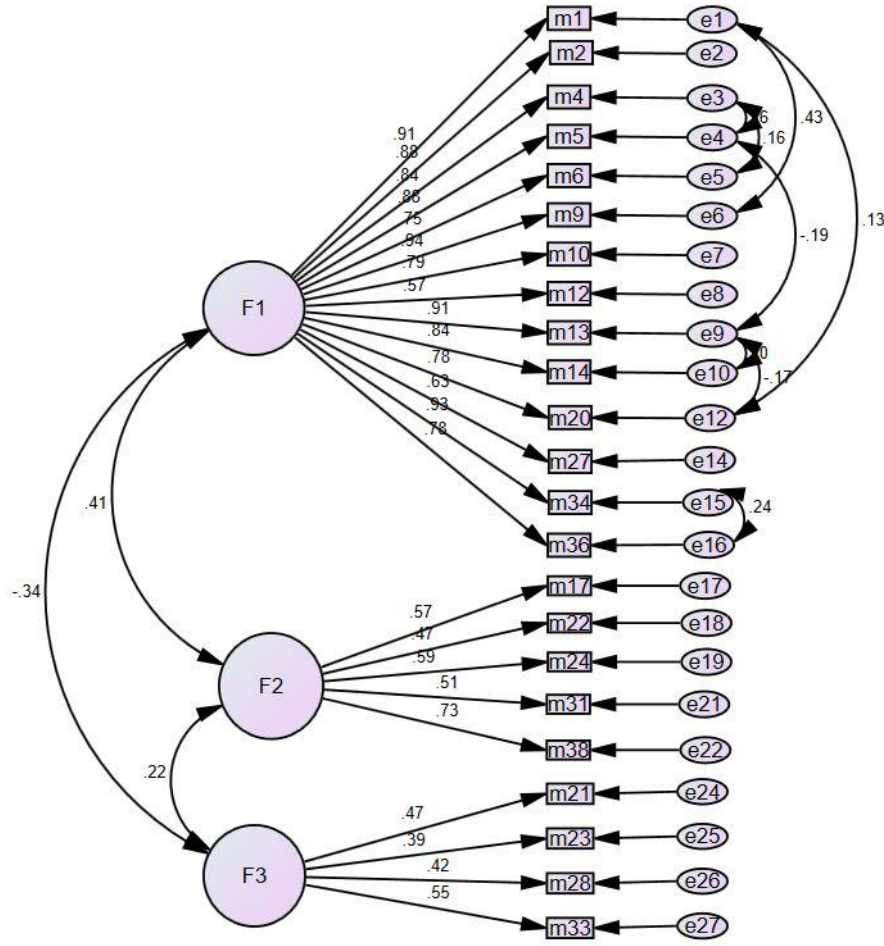 m1 e1
m2 e2
m4 e3
m5 e4 .16 .43
m6 e5
.91
.88
.84
.86
.75
.94
.79
.57
m9 e6
m10 e7 -.19 .13
m12 e8
F1
.91
.84
.78
.63
.93
.78
m13 e9
m14 e10 -.17
m20 e12
m27 e14
m34 e15 .24
m36 e16
.41
-.34
m17 e17
.57
m22 e18
.47
.59
m24 e19
F2
.51
m31 e21
.73
m38 e22
.22
m21 e24
.47
m23 e25
.39
F3
.42
m28 e26
.55
m33 e27